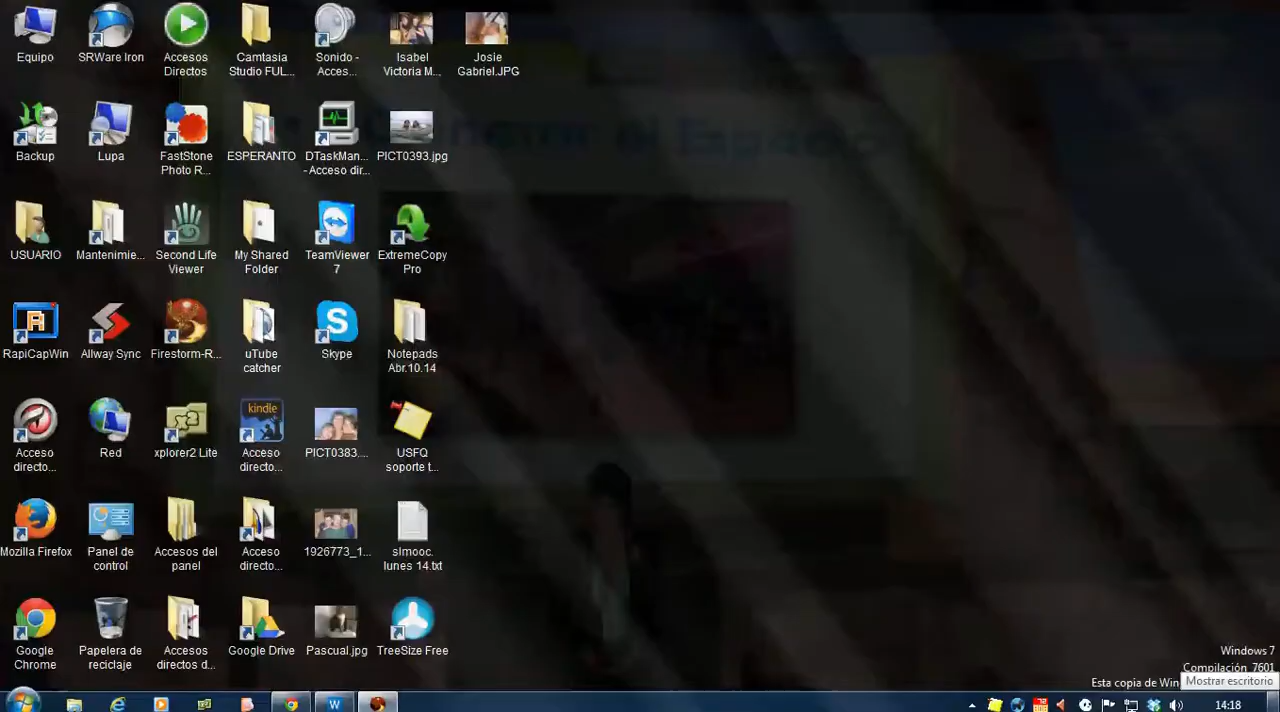 Equipo
SRWare Iron
Accesos
Directos
Camtasia
Studio FUL...
Sonido -
Acces...
Isabel
Victoria M...
Josie
Gabriel.JPG
Backup
Lupa
FastStone
Photo R...
ESPERANTO
DTaskMan...
- Acceso dir...
PICT0393.jpg
USUARIO
Mantenimie...
Second Life
Viewer
My Shared
Folder
TeamViewer
7
ExtremeCopy
Pro
RapiCapWin
Allway Sync
Firestorm-R...
uTube
catcher
Skype
Notepads
Abr.10.14
Acceso
directo...
Red
xplorer2 Lite
kindle
Acceso
directo...
PICT0383....
USFQ
soporte t...
Mozilla Firefox
Panel de
control
Accesos del
panel
Acceso
directo...
1926773_1...
slmooc.
lunes 14.txt
Google
Chrome
Papelera de
reciclaje
Accesos
directos d...
Google Drive
Pascual.jpg
TreeSize Free
Windows 7
Compilación 7601
Esta copia de Win
Mostrar escritorio
14:18